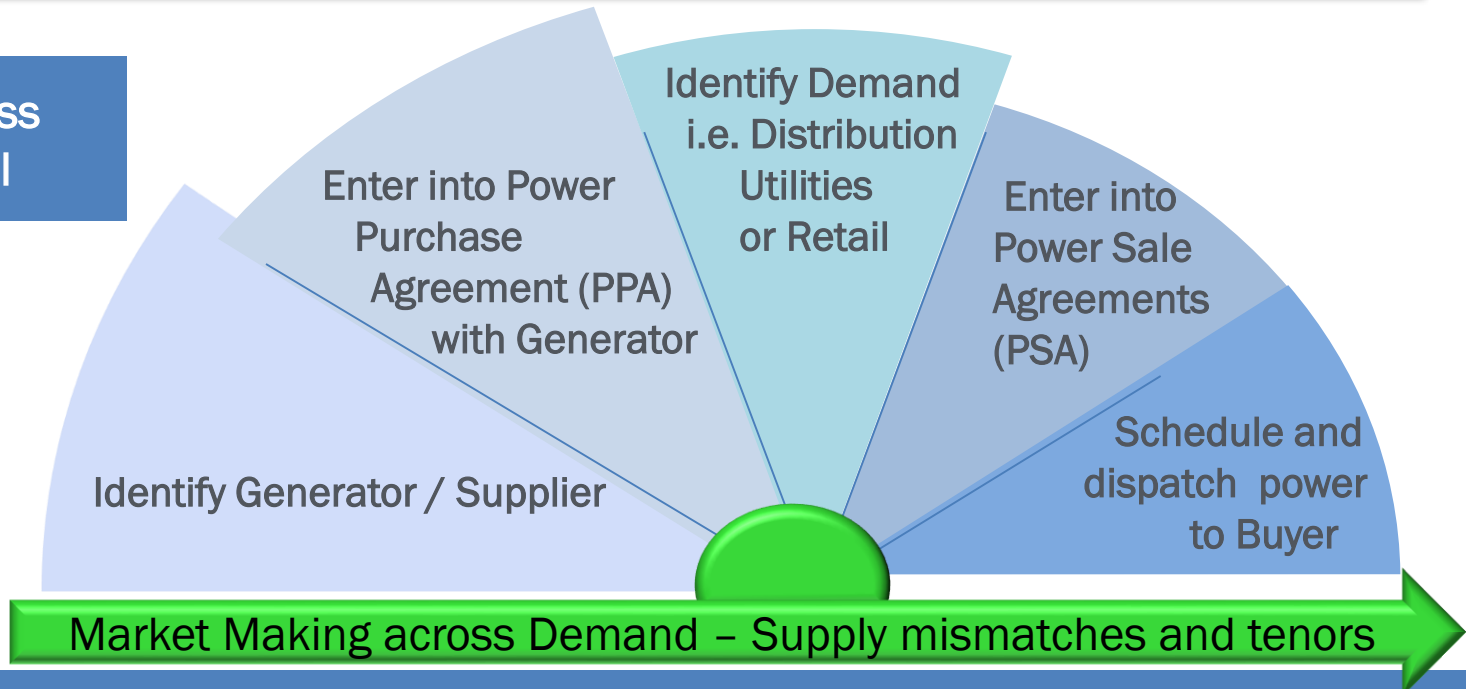 ss
l
Identify Generator / Supplier
Enter into Power
Purchase
Agreement (PPA)
with Generator
Identify Demand
i.e. Distribution
Utilities
or Retail
Enter into
Power Sale
Agreements
(PSA)
Schedule and
dispatch power
to Buyer
Market Making across Demand – Supply mismatches and tenors